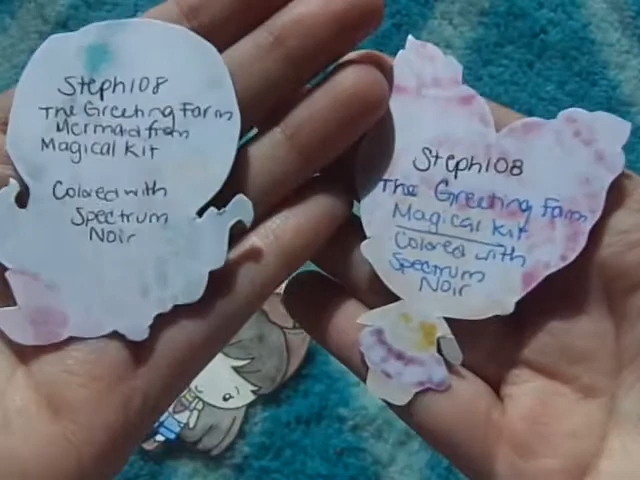 Steph108
The Greeting Farm
Mermaid from
Magical Kit
Colored with
Spectrum
Noir
Steph108
The Greeting Farm
Magical Kit
Colored with
Spectrum
Noir